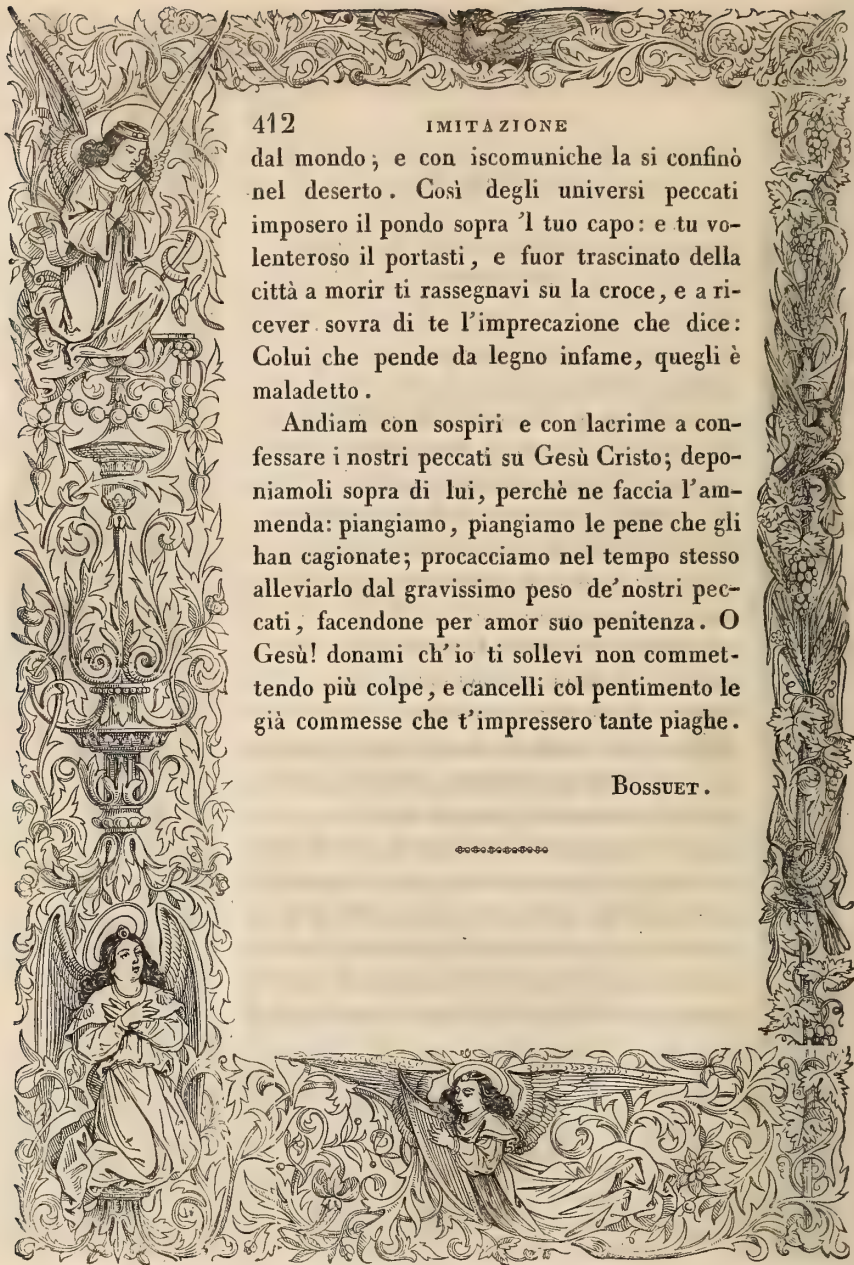 412 IMITAZIONE
dal mondo; e con iscomuniche la si confinò
nel deserto. Così degli universi peccati
imposero il pondo sopra 'l tuo capo: e tu vo-
lenteroso il portasti, e fuor trascinato della
città a morir ti rassegnavi su la croce, e a ri-
cever sovra di te l'imprecazione che dice:
Colui che pende da legno infame, quegli è
maladetto.
Andiam con sospiri e con lacrime a con-
fessare i nostri peccati su Gesù Cristo; depo-
niamoli sopra di lui, perchè ne faccia l'am-
menda: piangiamo, piangiamo le pene che gli
han cagionate; procacciamo nel tempo stesso
alleviarlo dal gravissimo peso de' nostri pec-
cati, facendone per amor suo penitenza. O
Gesù! donami ch' io ti sollevi non commet-
tendo più colpe, e cancelli col pentimento le
già commesse che t'impressero tante piaghe.
BOSSUET.